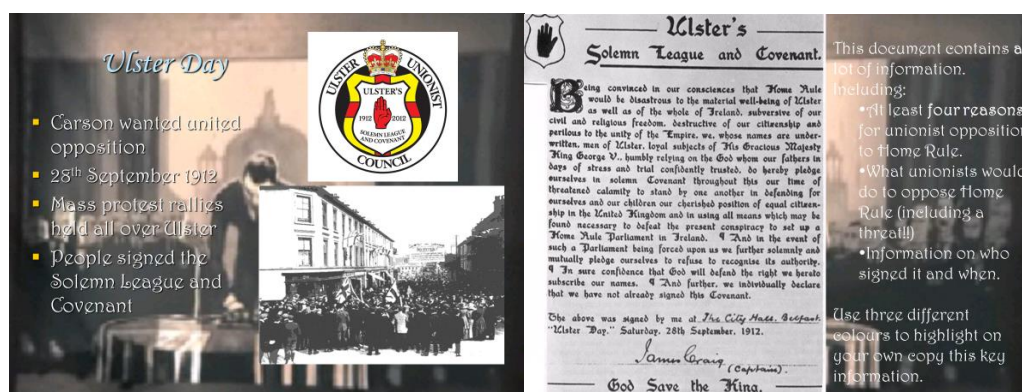 Ulster Day
▪ Carson wanted united
opposition
▪ 28th September 1912
▪ Mass protest rallies
held all over Ulster
▪ People signed the
Solemn League and
Covenant
ULSTER UNIONIST
ULSTER'S
1912 2012
SOLEMN LEAGUE
AND COVENANT
COUNCIL
Ulster's
Solemn League and Covenant.
Being convinced in our consciences that Home Rule
would be disastrous to the material well-being of Ulster
as well as of the whole of Ireland, subversive of our
civil and religious freedom, destructive of our citizenship and
perilous to the unity of the Empire, we, whose names are under-
written, men of Ulster, loyal subjects of His Gracious Majesty
King George V., humbly relying on the God whom our fathers in
days of stress and trial confidently trusted, do hereby pledge
ourselves in solemn Covenant throughout this our time of
threatened calamity to stand by one another in defending for
ourselves and our children our cherished position of equal citizen-
ship in the United Kingdom and in using all means which may be
found necessary to defeat the present conspiracy to set up a
Home Rule Parliament in Ireland. ¶ And in the event of
such a Parliament being forced upon us we further solemnly and
mutually pledge ourselves to refuse to recognise its authority.
¶ In sure confidence that God will defend the right we hereto
subscribe our names. ¶ And further, we individually declare
that we have not already signed this Covenant.
The above was signed by me at The City Hall, Belfast
"Ulster Day," Saturday, 28th September, 1912.
James Craig
(Captain).
God Save the King.
This document contains a
lot of information.
Including:
•At least four reasons
for unionist opposition
to Home Rule.
•What unionists would
do to oppose Home
Rule (including a
threat!!)
•Information on who
signed it and when.
Use three different
colours to highlight on
your own copy this key
information.